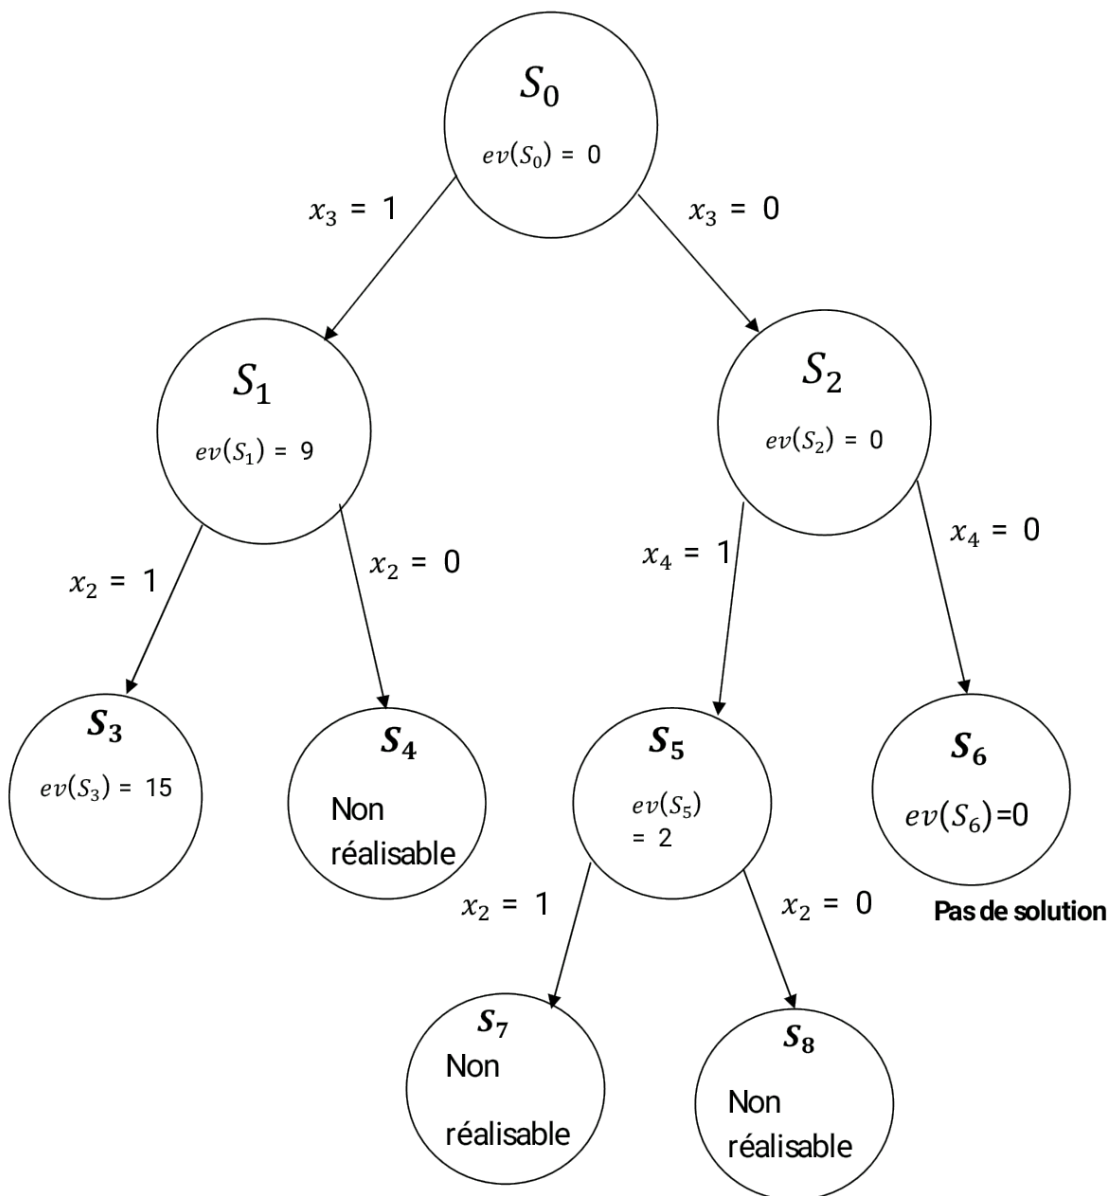 S₀
ev(S₀) = 0
x₃ = 1
x₃ = 0
S₁
ev(S₁) = 9
S₂
ev(S₂) = 0
x₂ = 1
x₂ = 0
x₄ = 1
x₄ = 0
S₃
ev(S₃) = 15
S₄
Non
réalisable
S₅
ev(S₅)
= 2
S₆
ev(S₆)=0
x₂ = 1
x₂ = 0
Pas de solution
S₇
Non
réalisable
S₈
Non
réalisable